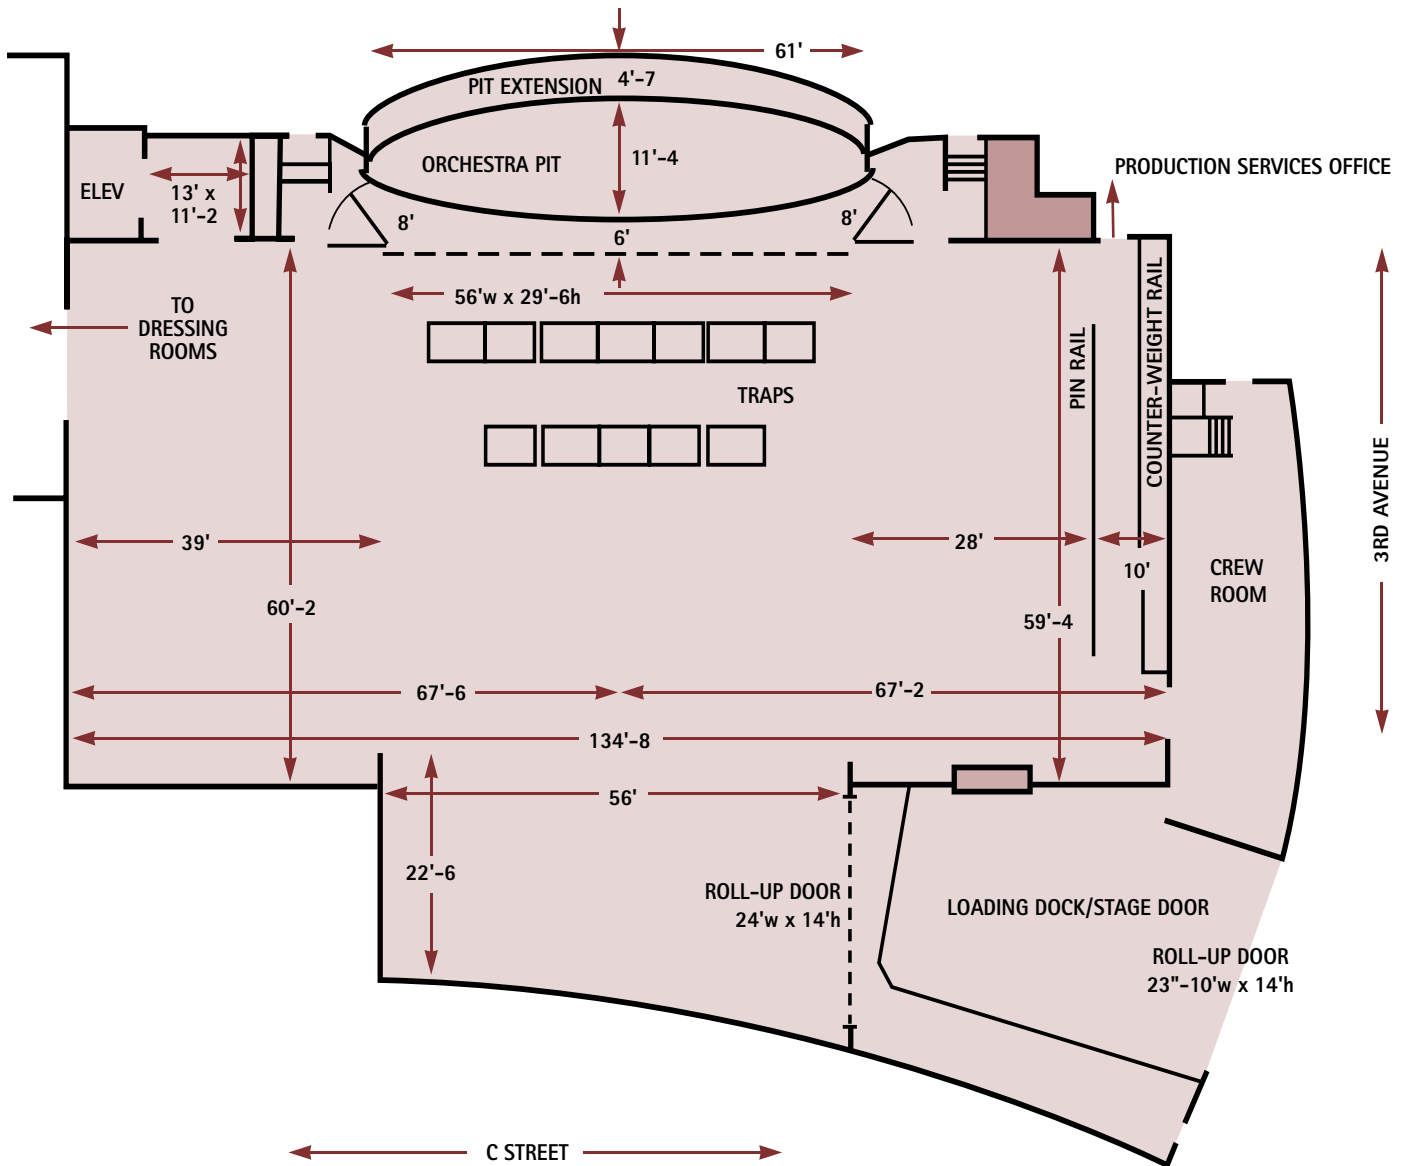 61'
PIT EXTENSION
4'-7
ORCHESTRA PIT
11'-4
PRODUCTION SERVICES OFFICE
ELEV
13' x
11'-2
8'
8'
6'
56'w x 29'-6h
TO
DRESSING
ROOMS
TRAPS
PIN RAIL
COUNTER-WEIGHT RAIL
3RD AVENUE
39'
28'
10'
CREW
ROOM
60'-2
59'-4
67'-6
67'-2
134'-8
56'
22'-6
ROLL-UP DOOR
24'w x 14'h
LOADING DOCK/STAGE DOOR
ROLL-UP DOOR
23"-10'w x 14'h
C STREET